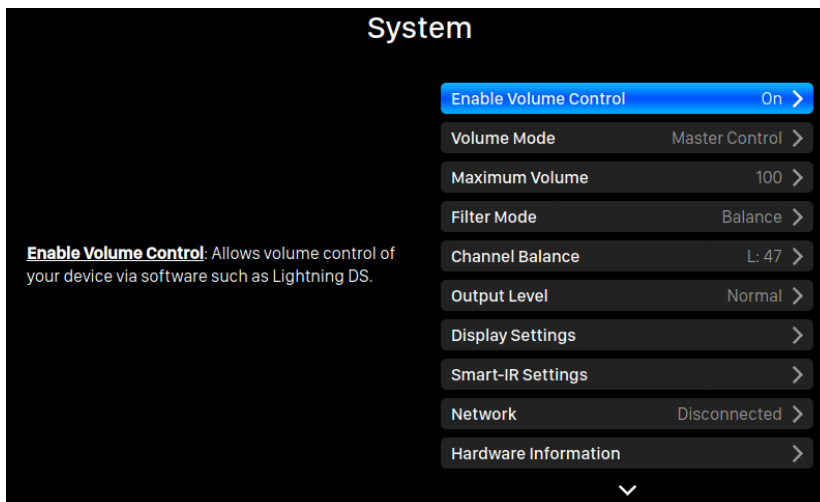 System
Enable Volume Control On
Volume Mode Master Control
Maximum Volume 100
Filter Mode Balance
Enable Volume Control: Allows volume control of
your device via software such as Lightning DS.
Channel Balance L: 47
Output Level Normal
Display Settings
Smart-IR Settings
Network Disconnected
Hardware Information